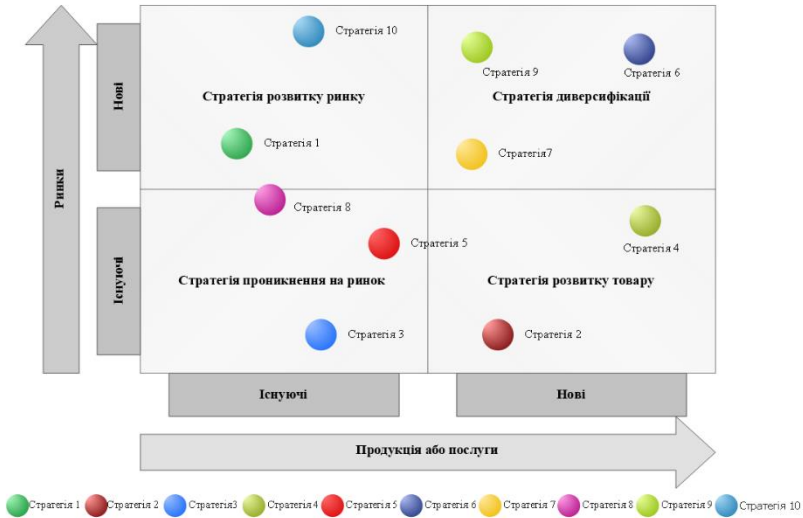 Стратегія 10
Стратегія 9
Стратегія 6
Нові
Стратегія розвитку ринку
Стратегія диверсифікації
Стратегія 1
Стратегія7
Ринки
Стратегія 8
Стратегія 5
Стратегія 4
Існуючі
Стратегія проникнення на ринок
Стратегія розвитку товару
Стратегія 3
Стратегія 2
Існуючі
Нові
Продукція або послуги
Стратегія 1 Стратегія 2 Стратегія3 Стратегія 4 Стратегія 5 Стратегія 6 Стратегія 7 Стратегія 8 Стратегія 9 Стратегія 10